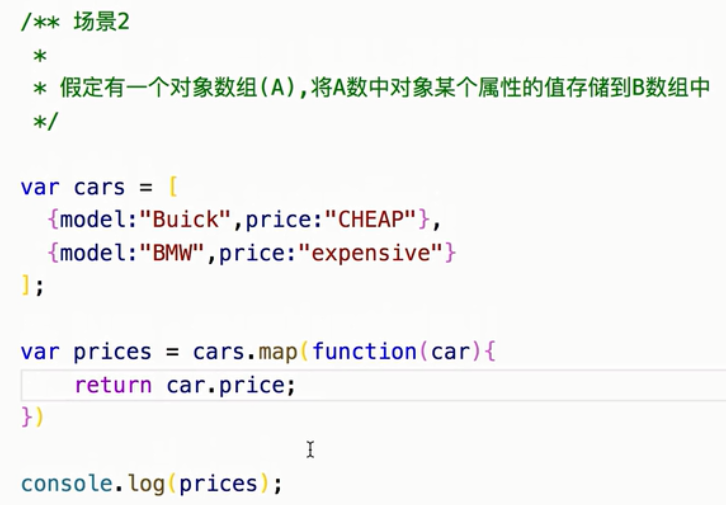 /** 场景2
*
* 假定有一个对象数组(A),将A数中对象某个属性的值存储到B数组中
*/
var cars = [
{model:"Buick",price:"CHEAP"},
{model:"BMW",price:"expensive"}
];
var prices = cars.map(function(car){
return car.price;
})
console.log(prices);